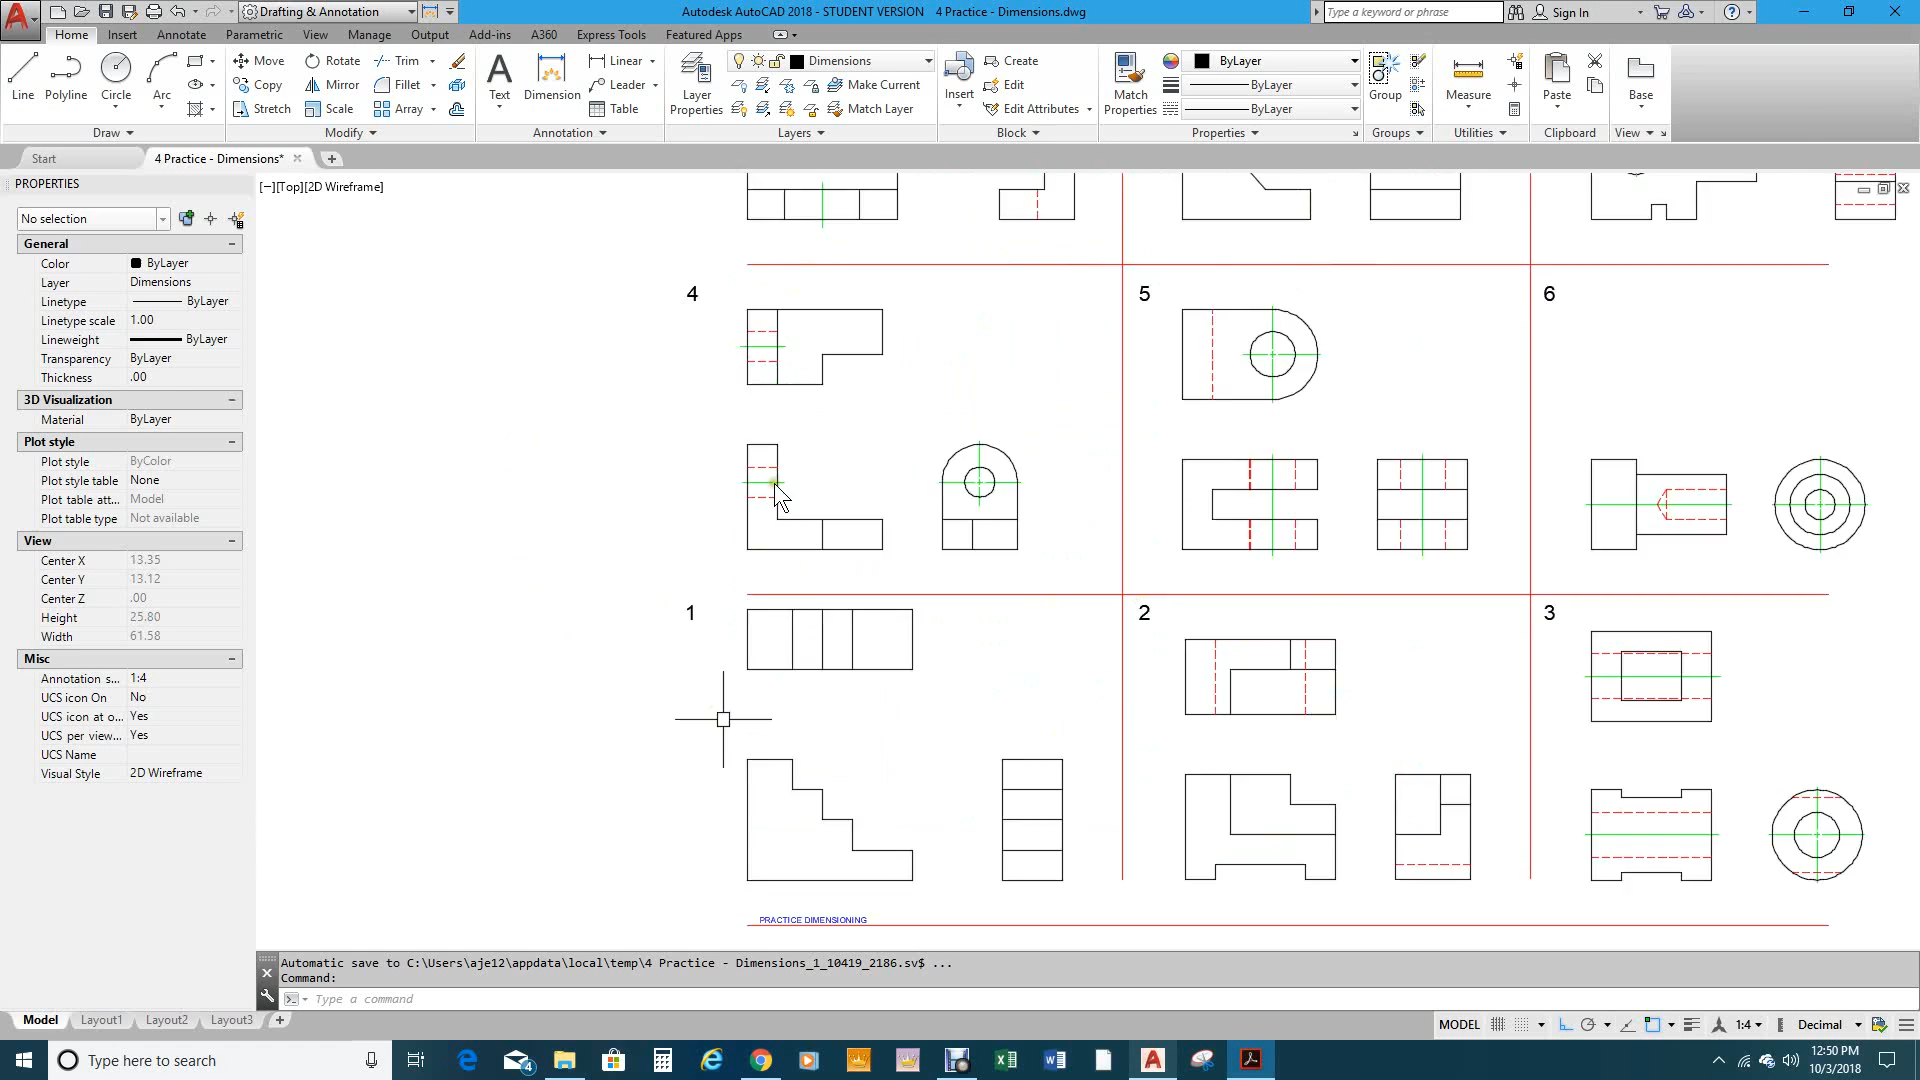 Drafting & Annotation
Autodesk AutoCAD 2018 - STUDENT VERSION 4 Practice - Dimensions.dwg
Type a keyword or phrase
Sign In
Home Insert Annotate Parametric View Manage Output Add-ins A360 Express Tools Featured Apps
Line Polyline Circle Arc
Move Rotate Trim
Copy Mirror Fillet
Stretch Scale Array
Text Dimension
Linear
Leader
Table
Layer Properties
Dimensions
Make Current
Match Layer
Insert
Create
Edit
Edit Attributes
Match Properties
ByLayer
ByLayer
ByLayer
Group Measure Paste Base
Draw Modify Annotation Layers Block Properties Groups Utilities Clipboard View
Start 4 Practice - Dimensions*
PROPERTIES
No selection
General
Color ByLayer
Layer Dimensions
Linetype ByLayer
Linetype scale 1.00
Lineweight ByLayer
Transparency ByLayer
Thickness .00
3D Visualization
Material ByLayer
Plot style
Plot style ByColor
Plot style table None
Plot table att... Model
Plot table type Not available
View
Center X 13.35
Center Y 13.12
Center Z .00
Height 25.80
Width 61.58
Misc
Annotation s... 1:4
UCS icon On No
UCS icon at o... Yes
UCS per view... Yes
UCS Name
Visual Style 2D Wireframe
[−][Top][2D Wireframe]
4 5 6
1 2 3
PRACTICE DIMENSIONING
Automatic save to C:\Users\aje12\appdata\local\temp\4 Practice - Dimensions_1_10419_2186.sv$ ...
Command:
Type a command
Model Layout1 Layout2 Layout3
MODEL 1:4 Decimal
Type here to search
4
12:50 PM
10/3/2018